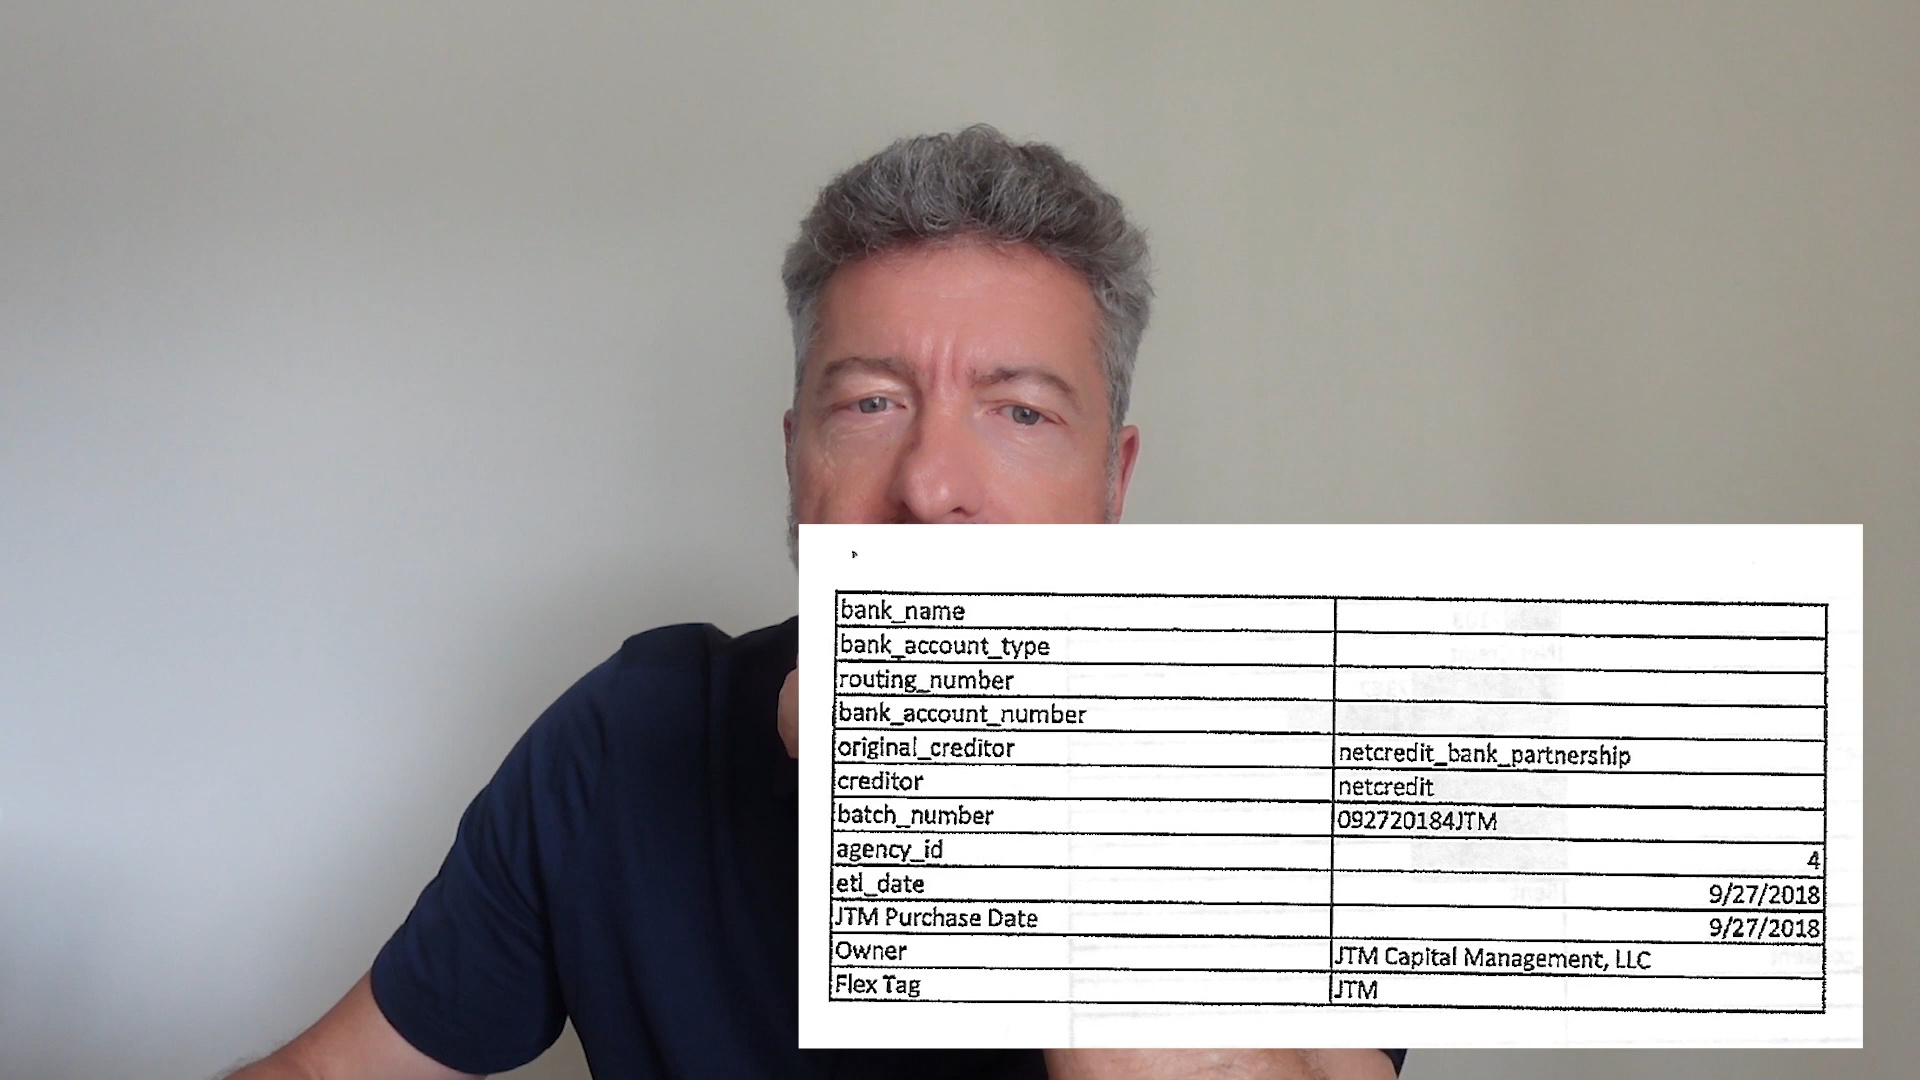 bank_name
bank_account_type
routing_number
bank_account_number
original_creditor netcredit_bank_partnership
creditor netcredit
batch_number 092720184JTM
agency_id 4
etl_date 9/27/2018
JTM Purchase Date 9/27/2018
Owner JTM Capital Management, LLC
Flex Tag JTM